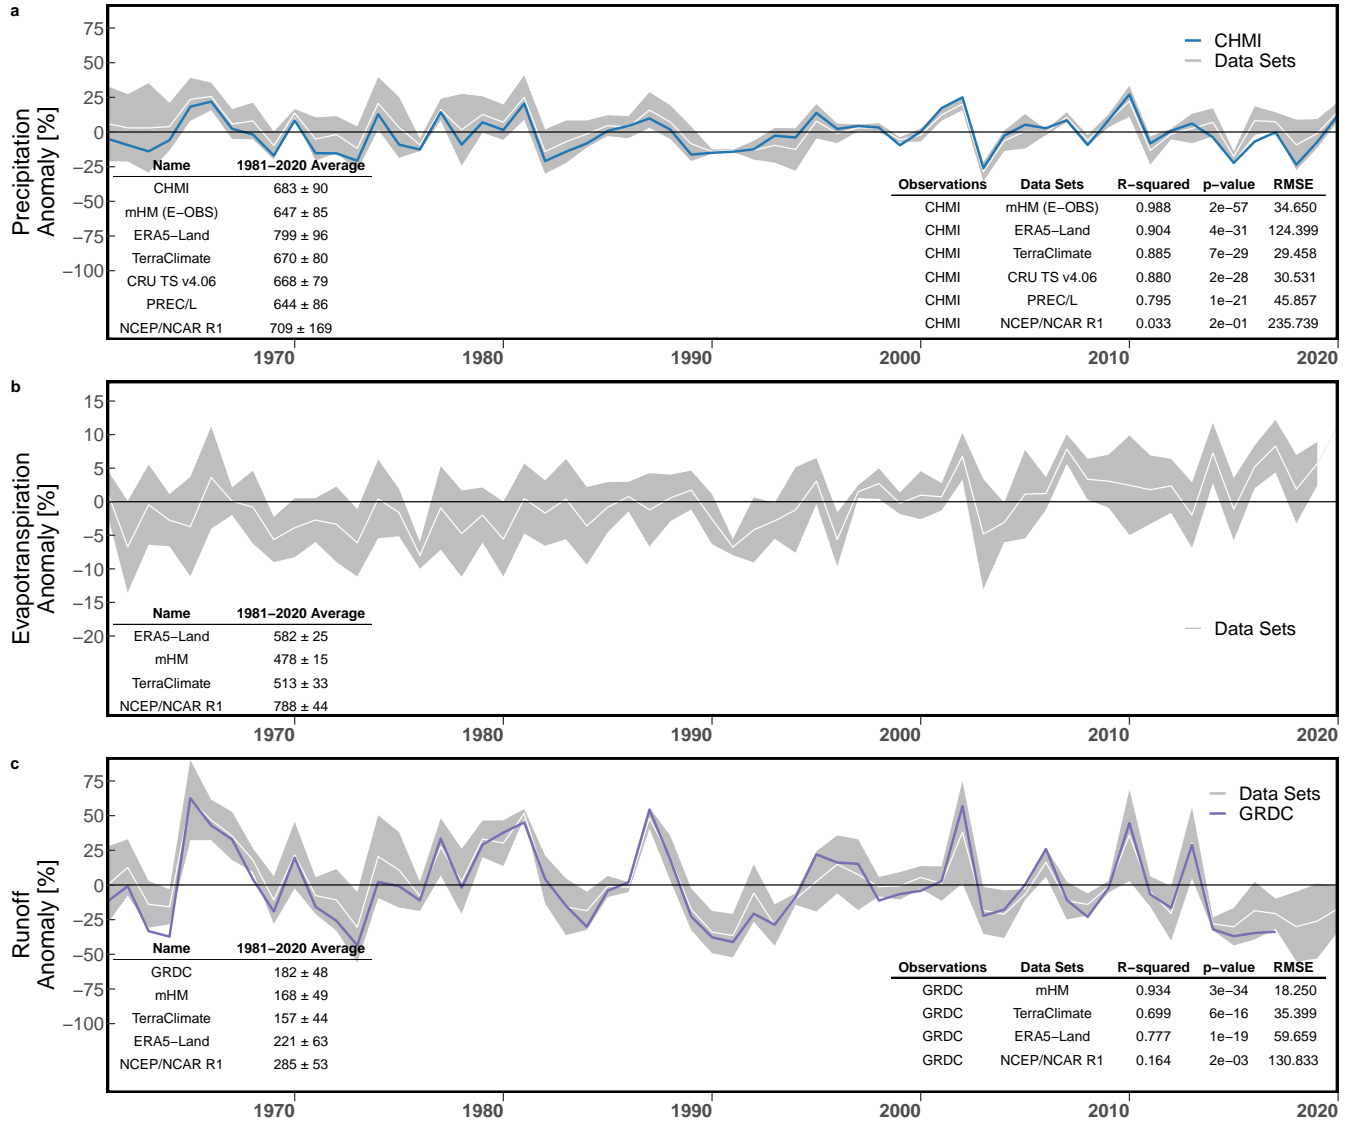 a
Precipitation
Anomaly [%]
75
50
25
0
−25
−50
−75
−100
CHMI
Data Sets
Name 1981−2020 Average
CHMI 683 ± 90
mHM (E−OBS) 647 ± 85
ERA5−Land 799 ± 96
TerraClimate 670 ± 80
CRU TS v4.06 668 ± 79
PREC/L 644 ± 86
NCEP/NCAR R1 709 ± 169
Observations Data Sets R−squared p−value RMSE
CHMI mHM (E−OBS) 0.988 2e−57 34.650
CHMI ERA5−Land 0.904 4e−31 124.399
CHMI TerraClimate 0.885 7e−29 29.458
CHMI CRU TS v4.06 0.880 2e−28 30.531
CHMI PREC/L 0.795 1e−21 45.857
CHMI NCEP/NCAR R1 0.033 2e−01 235.739
1970 1980 1990 2000 2010 2020
b
Evapotranspiration
Anomaly [%]
15
10
5
0
−5
−10
−15
−20
Data Sets
Name 1981−2020 Average
ERA5−Land 582 ± 25
mHM 478 ± 15
TerraClimate 513 ± 33
NCEP/NCAR R1 788 ± 44
1970 1980 1990 2000 2010 2020
c
Runoff
Anomaly [%]
75
50
25
0
−25
−50
−75
−100
Data Sets
GRDC
Name 1981−2020 Average
GRDC 182 ± 48
mHM 168 ± 49
TerraClimate 157 ± 44
ERA5−Land 221 ± 63
NCEP/NCAR R1 285 ± 53
Observations Data Sets R−squared p−value RMSE
GRDC mHM 0.934 3e−34 18.250
GRDC TerraClimate 0.699 6e−16 35.399
GRDC ERA5−Land 0.777 1e−19 59.659
GRDC NCEP/NCAR R1 0.164 2e−03 130.833
1970 1980 1990 2000 2010 2020